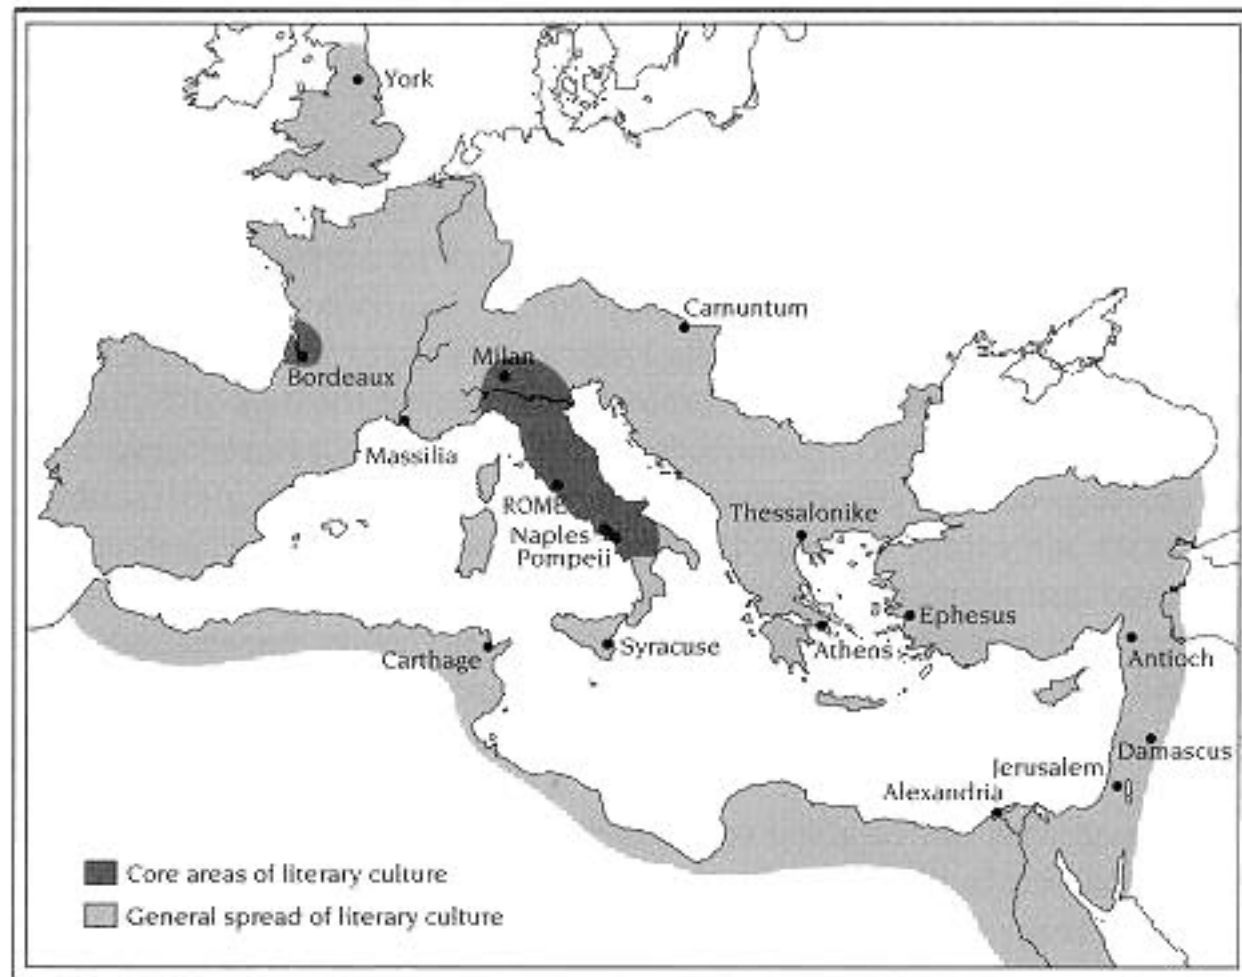 York
Carnuntum
Milan
Bordeaux
Massilia
ROME
Naples
Pompeii
Thessalonike
Ephesus
Syracuse
Athens
Carthage
Antioch
Damascus
Jerusalem
Alexandria
Core areas of literary culture
General spread of literary culture